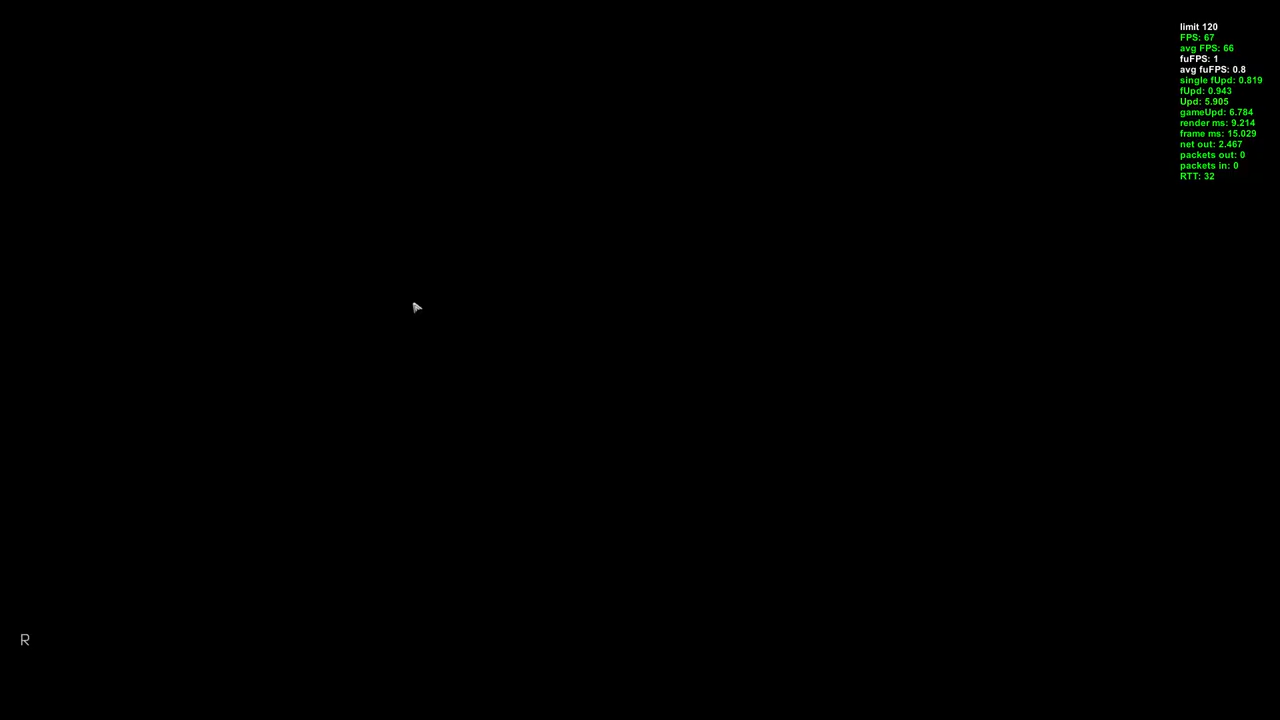 limit 120
FPS: 67
avg FPS: 66
fuFPS: 1
avg fuFPS: 0.8
single fUpd: 0.819
fUpd: 0.943
Upd: 5.905
gameUpd: 6.784
render ms: 9.214
frame ms: 15.029
net out: 2.467
packets out: 0
packets in: 0
RTT: 32
R